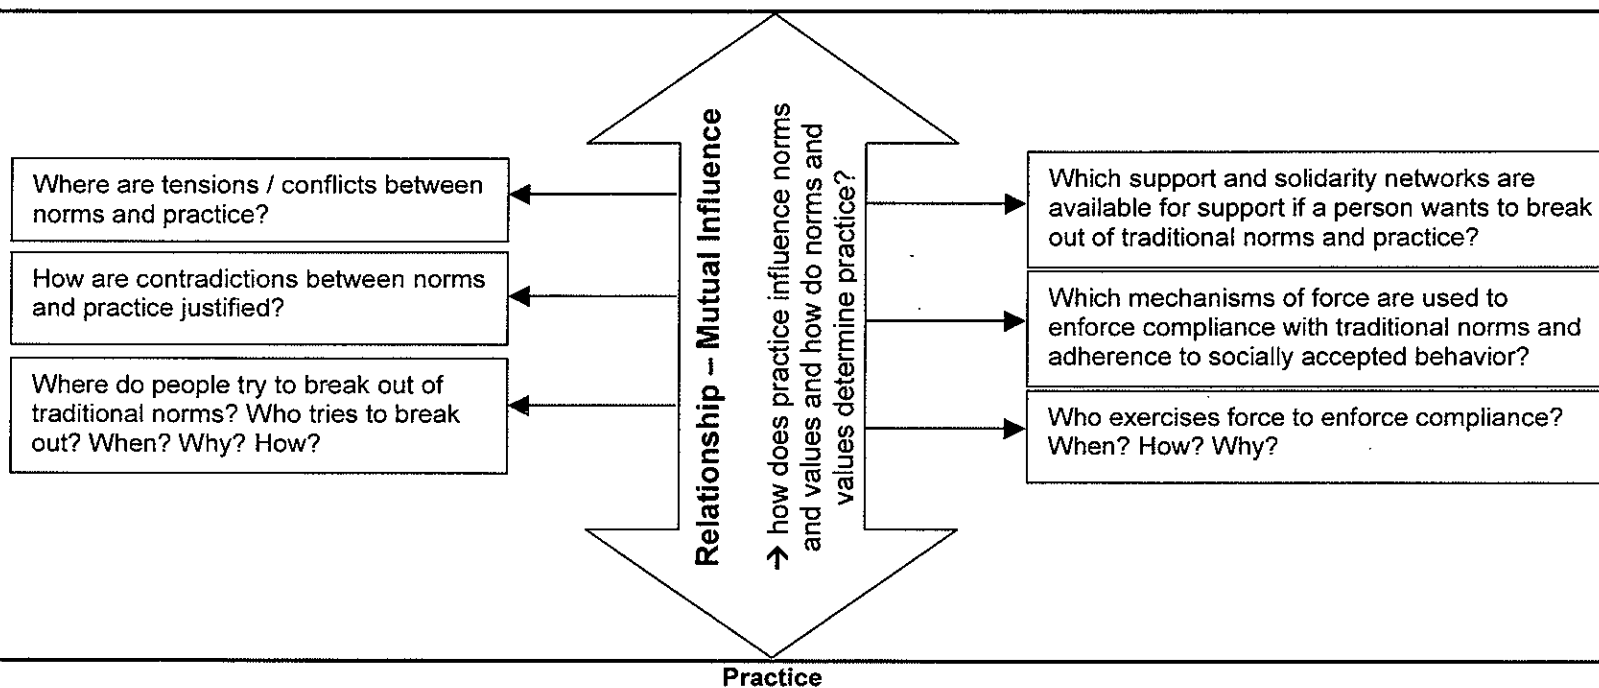 Where are tensions / conflicts between
norms and practice?
How are contradictions between norms
and practice justified?
Where do people try to break out of
traditional norms? Who tries to break
out? When? Why? How?
Relationship – Mutual Influence
→ how does practice influence norms
and values and how do norms and
values determine practice?
Which support and solidarity networks are
available for support if a person wants to break
out of traditional norms and practice?
Which mechanisms of force are used to
enforce compliance with traditional norms and
adherence to socially accepted behavior?
Who exercises force to enforce compliance?
When? How? Why?
Practice